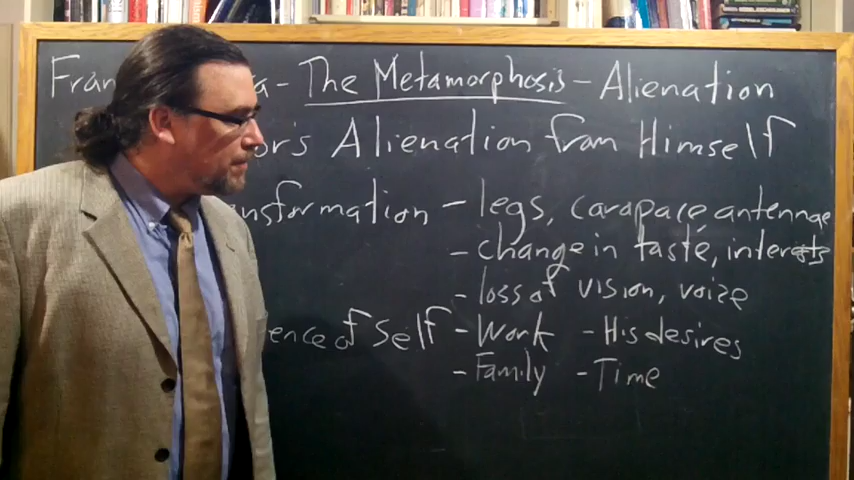 Fran a - The Metamorphosis - Alienation
or's Alienation from Himself
nsformation - legs, carapace, antennae
- change in taste, interests
- loss of vision, voice
ence of Self - Work - His desires
- Family - Time